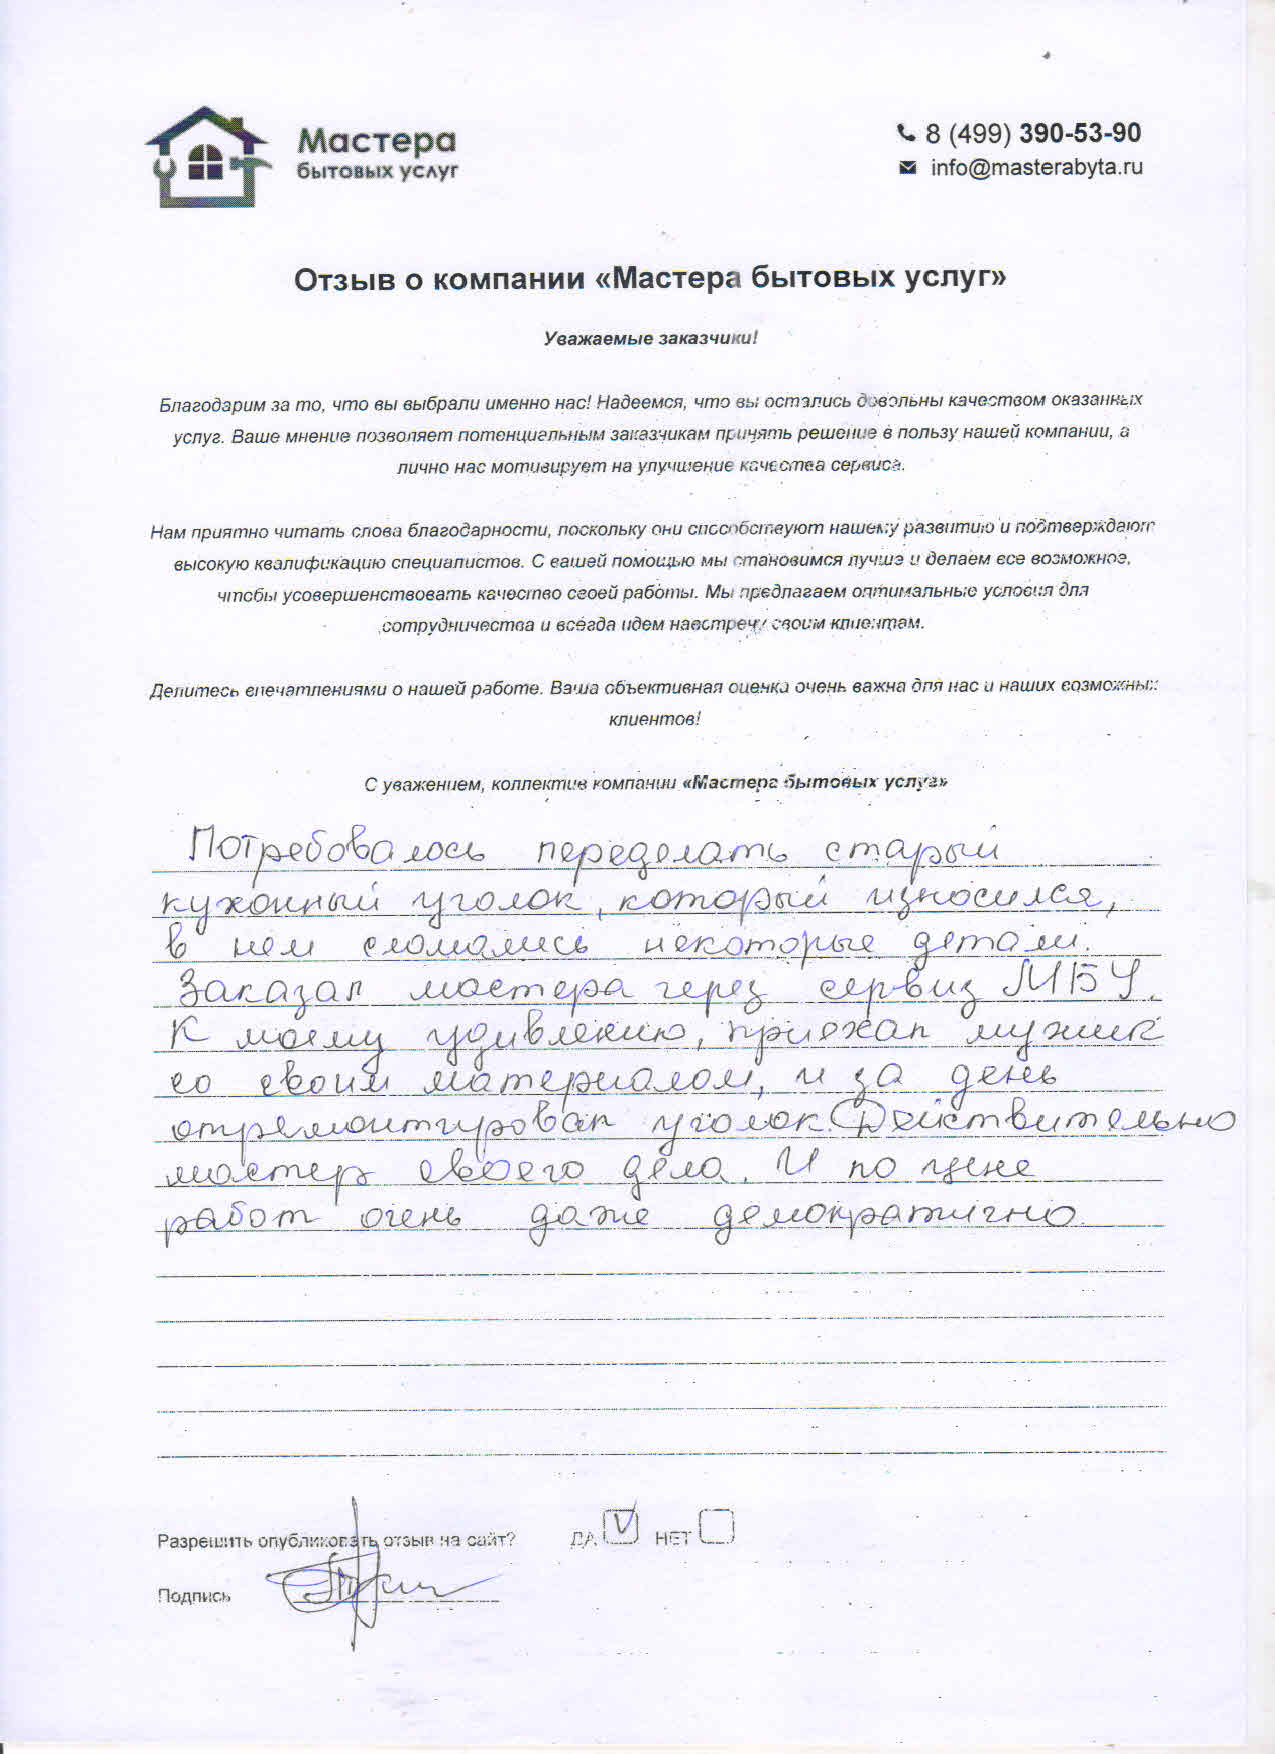 Мастера
бытовых услуг
8 (499) 390-53-90
info@masterabyta.ru
Отзыв о компании «Мастера бытовых услуг»
Уважаемые заказчики!
Благодарим за то, что вы выбрали именно нас! Надеемся, что вы остались довольны качеством оказанных
услуг. Ваше мнение позволяет потенциальным заказчикам принять решение в пользу нашей компании, а
лично нас мотивирует на улучшение качества сервиса.
Нам приятно читать слова благодарности, поскольку они способствуют нашему развитию и подтверждают
высокую квалификацию специалистов. С вашей помощью мы становимся лучше и делаем все возможное,
чтобы усовершенствовать качество своей работы. Мы предлагаем оптимальные условия для
сотрудничества и всегда идем навстречу своим клиентам.
Делитесь впечатлениями о нашей работе. Ваша объективная оценка очень важна для нас и наших возможных
клиентов!
С уважением, коллектив компании «Мастера бытовых услуг»
Потребовалось переделать старый
кухонный уголок, который износился,
в нем сломались некоторые детали.
Заказал мастера через сервиз МБУ.
К моему удивлению, приехал мужик
со своим материалом, и за день
отремонтировал уголок. Действительно
мастер своего дела. И по цене
работ очень даже демократично.
Разрешить опубликовать отзыв на сайт? ДА НЕТ
Подпись